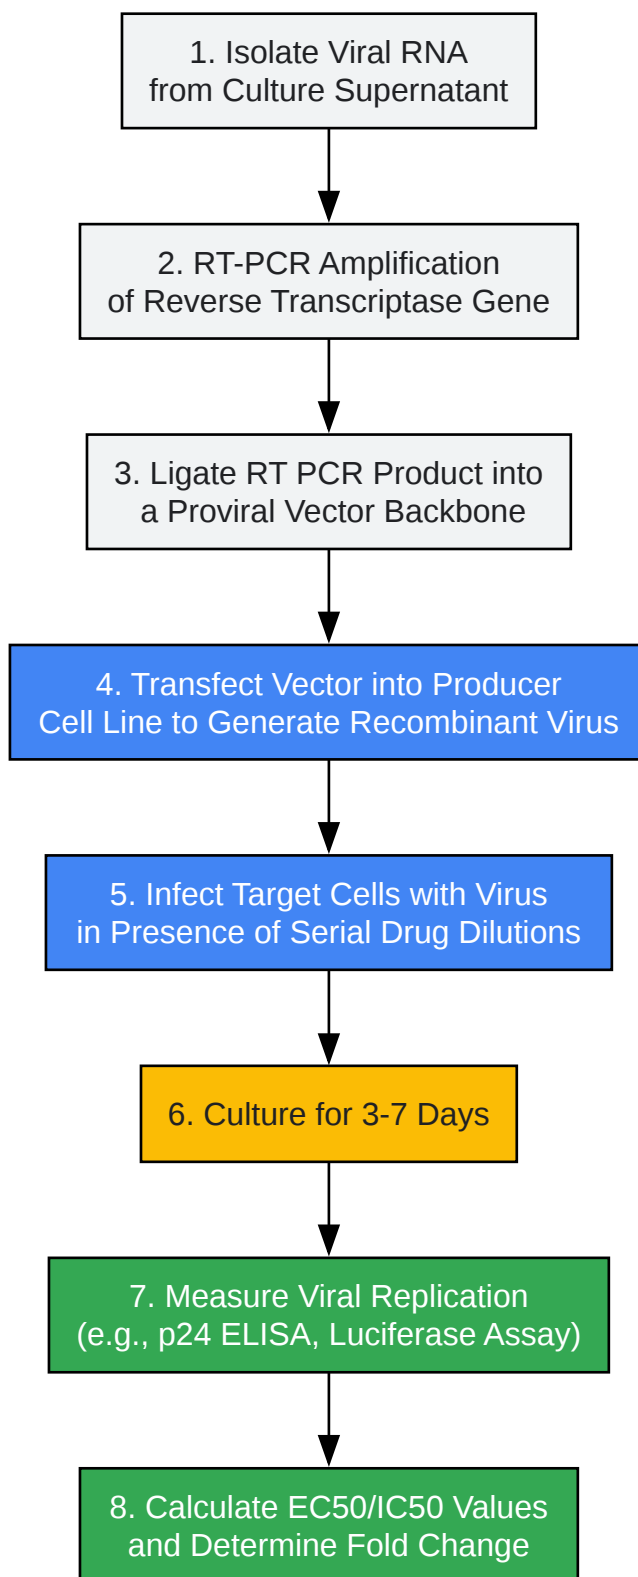 1. Isolate Viral RNA
from Culture Supernatant
2. RT-PCR Amplification
of Reverse Transcriptase Gene
3. Ligate RT PCR Product into
a Proviral Vector Backbone
4. Transfect Vector into Producer
Cell Line to Generate Recombinant Virus
5. Infect Target Cells with Virus
in Presence of Serial Drug Dilutions
6. Culture for 3-7 Days
7. Measure Viral Replication
(e.g., p24 ELISA, Luciferase Assay)
8. Calculate EC50/IC50 Values
and Determine Fold Change